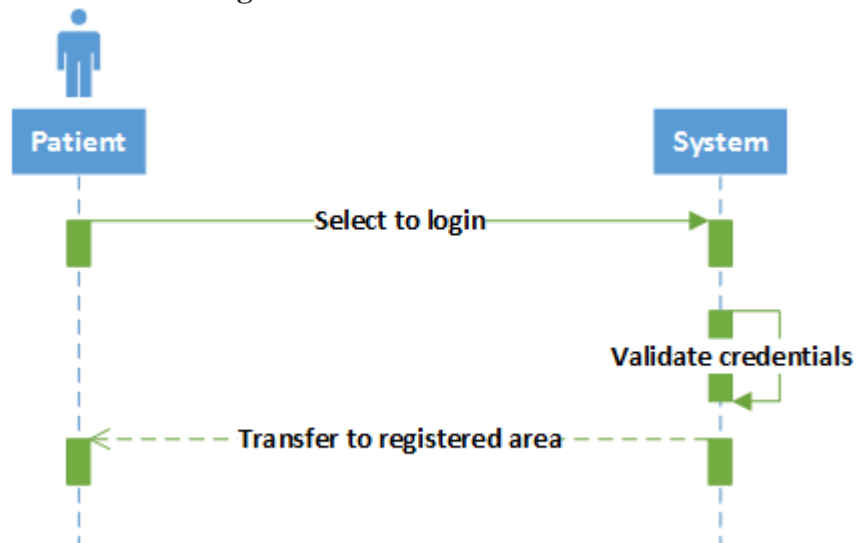 Patient
System
Select to login
Validate credentials
Transfer to registered area